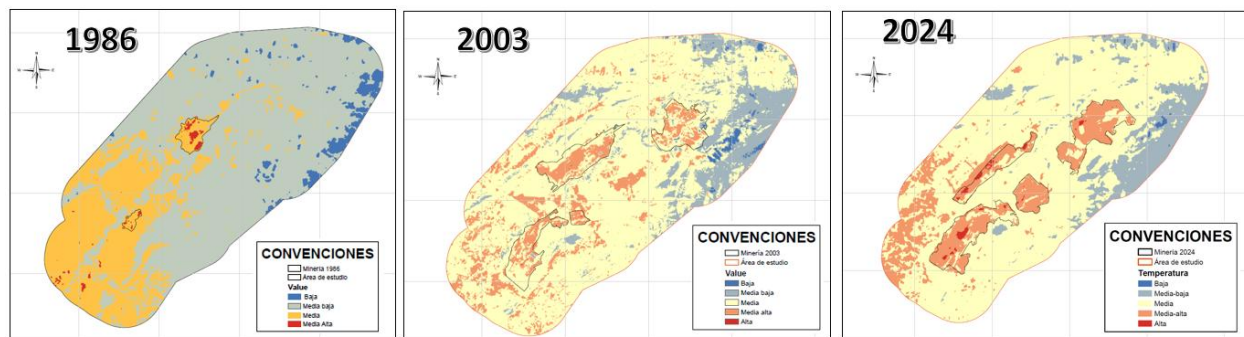 1986
N
W
E
S
CONVENCIONES
Minería 1986
Área de estudio
Value
Baja
Media baja
Media
Media Alta
2003
N
W
E
S
CONVENCIONES
Minería 2003
Área de estudio
Value
Baja
Media baja
Media
Media alta
Alta
2024
N
W
E
S
CONVENCIONES
Minería 2024
Área de estudio
Temperatura
Baja
Media-baja
Media
Media-alta
Alta